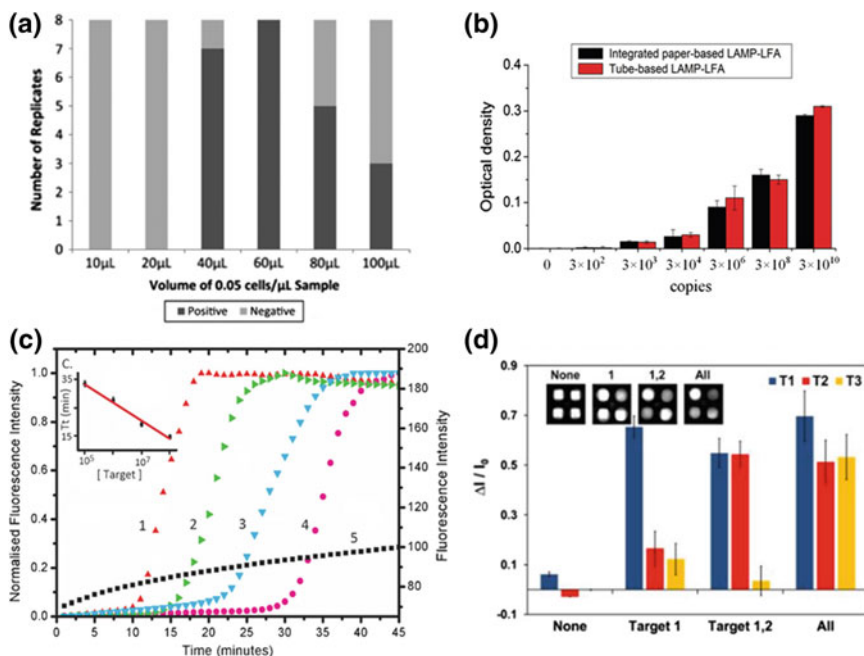 (a)
8
7
6
5
4
3
2
1
0
Number of Replicates
10µL 20µL 40µL 60µL 80µL 100µL
Volume of 0.05 cells/µL Sample
Positive Negative
(b)
Integrated paper-based LAMP-LFA
Tube-based LAMP-LFA
0.4
0.3
0.2
0.1
0.0
Optical density
0 3×10² 3×10³ 3×10⁴ 3×10⁶ 3×10⁸ 3×10¹⁰
copies
(c)
1.0
0.8
0.6
0.4
0.2
0.0
Normalised Fluorescence Intensity
C.
35
15
Tt (min)
10⁵ 10⁷
[ Target ]
1 2 3 4
5
200
180
160
140
120
100
80
Fluorescence Intensity
0 5 10 15 20 25 30 35 40 45
Time (minutes)
(d)
0.9
0.7
0.5
0.3
0.1
-0.1
ΔI / I₀
None 1 1,2 All
T1 T2 T3
None Target 1 Target 1,2 All